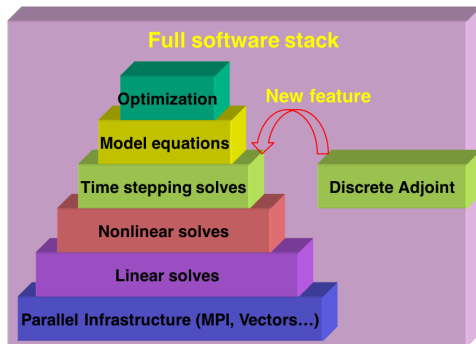 Full software stack
Optimization
New feature
Model equations
Time stepping solves
Discrete Adjoint
Nonlinear solves
Linear solves
Parallel Infrastructure (MPI, Vectors...)